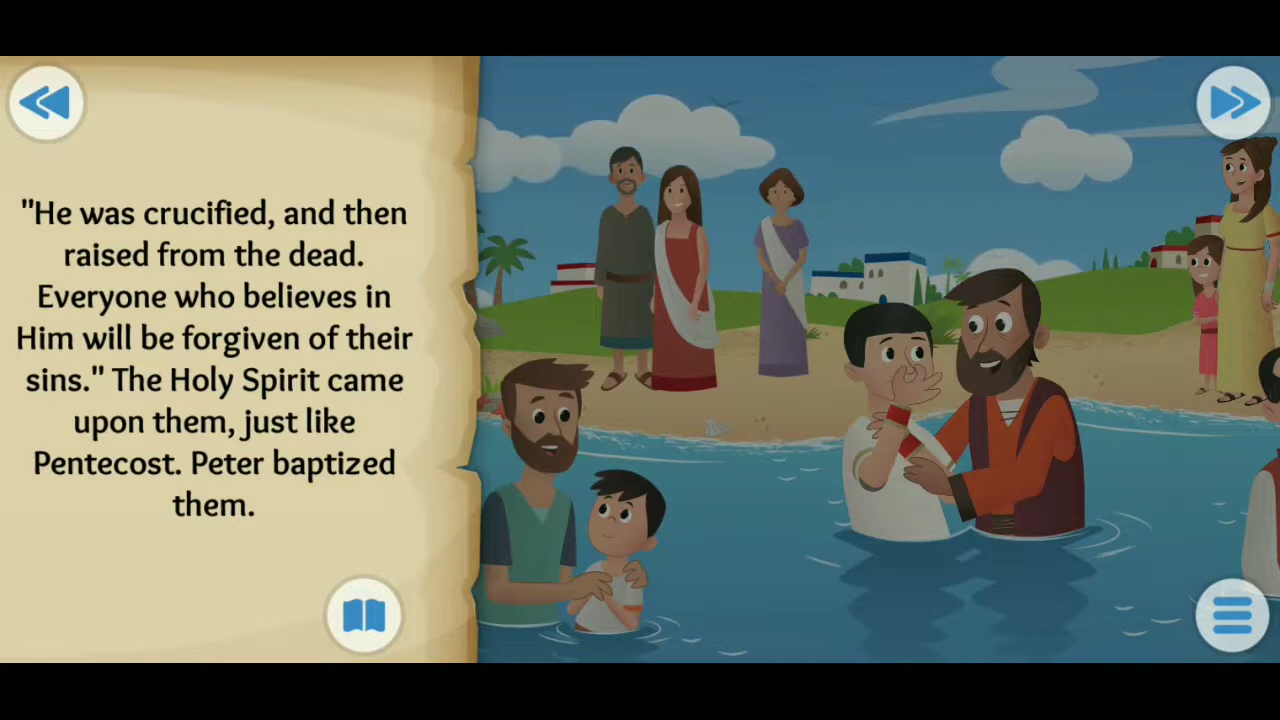 "He was crucified, and then
raised from the dead.
Everyone who believes in
Him will be forgiven of their
sins." The Holy Spirit came
upon them, just like
Pentecost. Peter baptized
them.